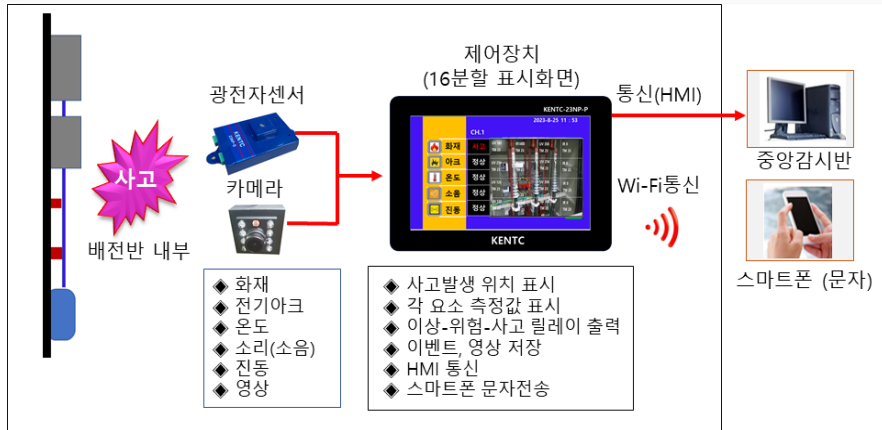 제어장치
(16분할 표시화면)
광전자센서
통신(HMI)
KENTC-23NP-P
2023-8-25 11 : 53
CH.1
KENTC
화재
사고
아크
정상
온도
정상
소음
정상
진동
정상
KENTC
사고
카메라
배전반 내부
Wi-Fi통신
중앙감시반
스마트폰 (문자)
◈ 화재
◈ 전기아크
◈ 온도
◈ 소리(소음)
◈ 진동
◈ 영상
◈ 사고발생 위치 표시
◈ 각 요소 측정값 표시
◈ 이상-위험-사고 릴레이 출력
◈ 이벤트, 영상 저장
◈ HMI 통신
◈ 스마트폰 문자전송